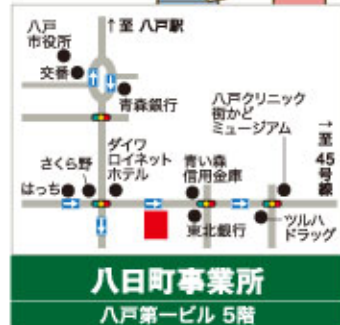 ↑至 八戸駅
八戸
市役所
交番
青森銀行
八戸クリニック
街かど
ミュージアム
→至45号線
ダイワ
ロイネット
ホテル
さくら野
はっち
青い森
信用金庫
東北銀行
ツルハ
ドラッグ
八日町事業所
八戸第一ビル 5階